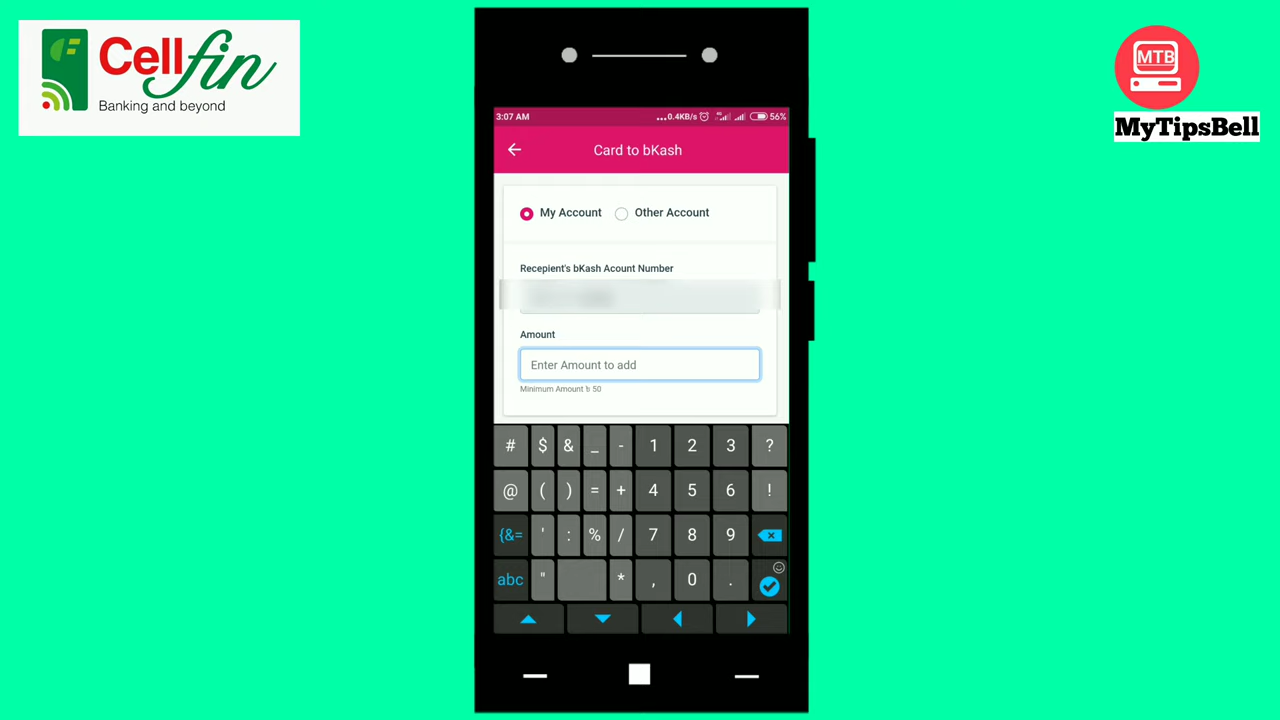 Cellfin
Banking and beyond
MTB
MyTipsBell
3:07 AM
...0.4KB/s
56%
Card to bKash
My Account
Other Account
Recepient's bKash Acount Number
Amount
Enter Amount to add
Minimum Amount ৳ 50
# $ & _ - 1 2 3 ?
@ ( ) = + 4 5 6 !
{&= ' : % / 7 8 9
abc " * , 0 .